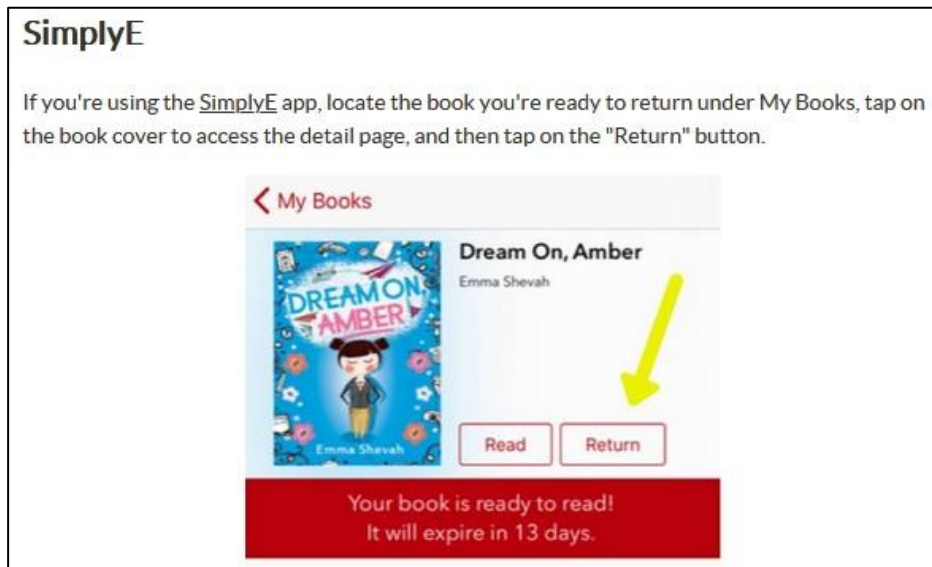 SimplyE
If you're using the SimplyE app, locate the book you're ready to return under My Books, tap on
the book cover to access the detail page, and then tap on the "Return" button.
My Books
Dream On, Amber
Emma Shevah
DREAM ON,
AMBER
Emma Shevah
Read Return
Your book is ready to read!
It will expire in 13 days.